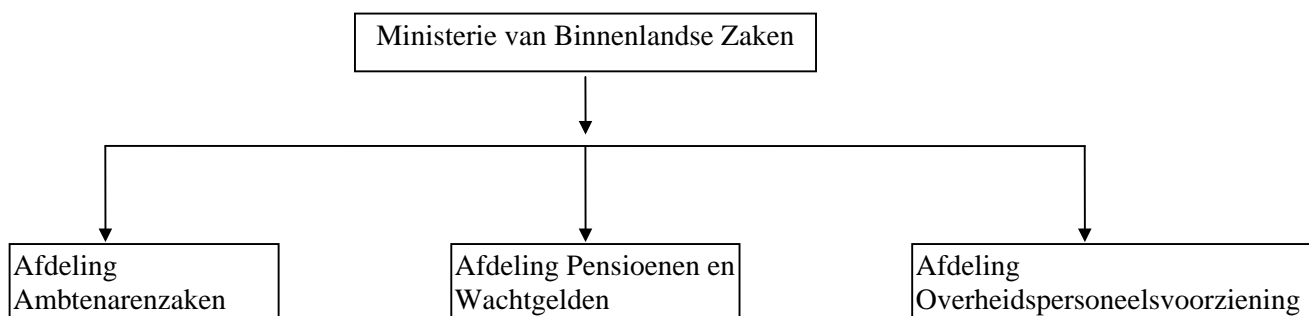 Ministerie van Binnenlandse Zaken
Afdeling
Ambtenarenzaken
Afdeling Pensioenen en
Wachtgelden
Afdeling
Overheidspersoneelsvoorziening